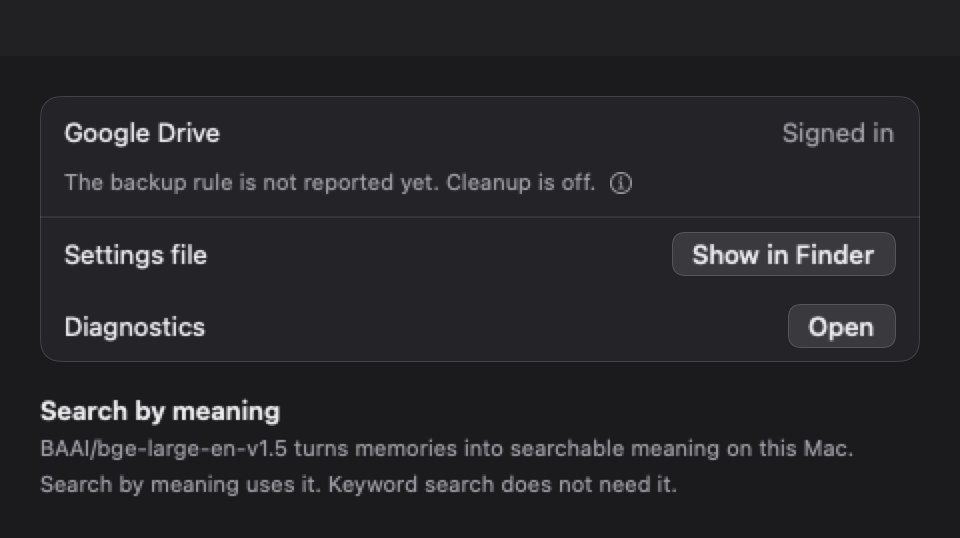 Google Drive
Signed in
The backup rule is not reported yet. Cleanup is off.
Settings file
Show in Finder
Diagnostics
Open
Search by meaning
BAAI/bge-large-en-v1.5 turns memories into searchable meaning on this Mac.
Search by meaning uses it. Keyword search does not need it.